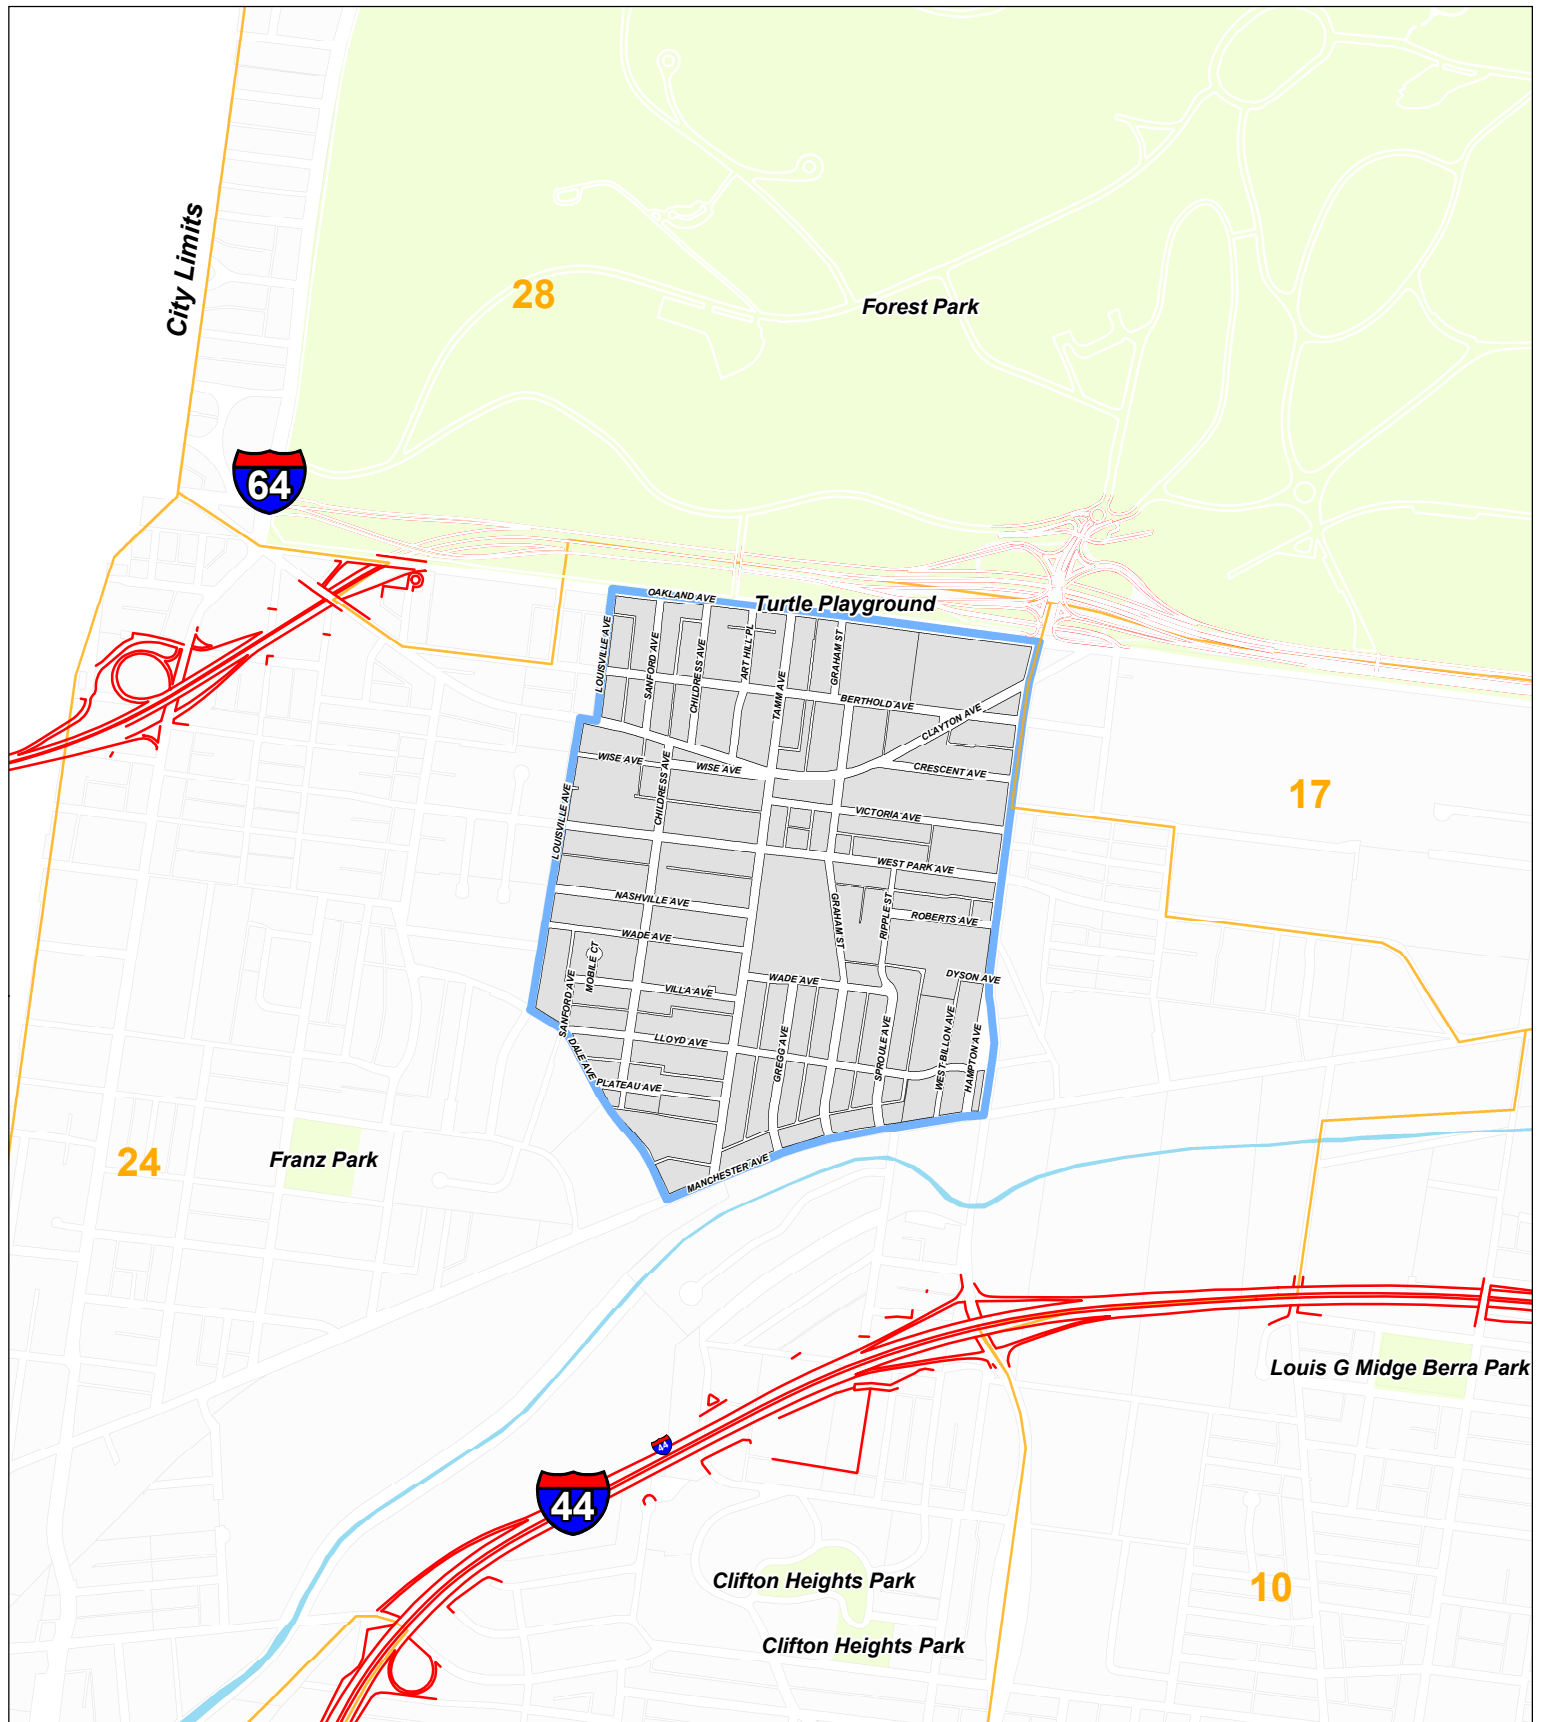 City Limits
28
Forest Park
64
OAKLAND AVE
Turtle Playground
LOUISVILLE AVE
SANFORD AVE
CHILDRESS AVE
ART HILL PL
TAMM AVE
GRAHAM ST
BERTHOLD AVE
CLAYTON AVE
WISE AVE
WISE AVE
CRESCENT AVE
CHILDRESS AVE
LOUISVILLE AVE
17
VICTORIA AVE
WEST PARK AVE
NASHVILLE AVE
GRAHAM ST
RIPPLE ST
ROBERTS AVE
WADE AVE
MOBILE CT
WADE AVE
DYSON AVE
SANFORD AVE
VILLA AVE
LLOYD AVE
DALE AVE
GREGG AVE
SPROULE AVE
WEST BILLON AVE
HAMPTON AVE
PLATEAU AVE
24
Franz Park
MANCHESTER AVE
Louis G Midge Berra Park
44
44
Clifton Heights Park
10
Clifton Heights Park